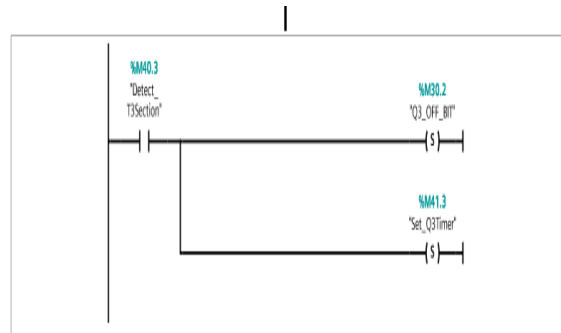 %M40.3
"Detect_
T3Section"
%M30.2
"Q3_OFF_BIT"
S
%M41.3
"Set_Q3Timer"
S